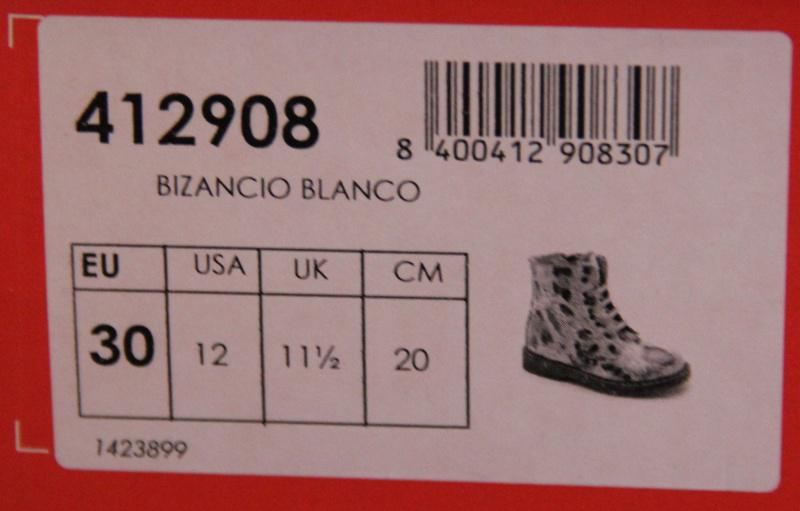 412908
8 400412 908307
BIZANCIO BLANCO
EU USA UK CM
30 12 11½ 20
1423899